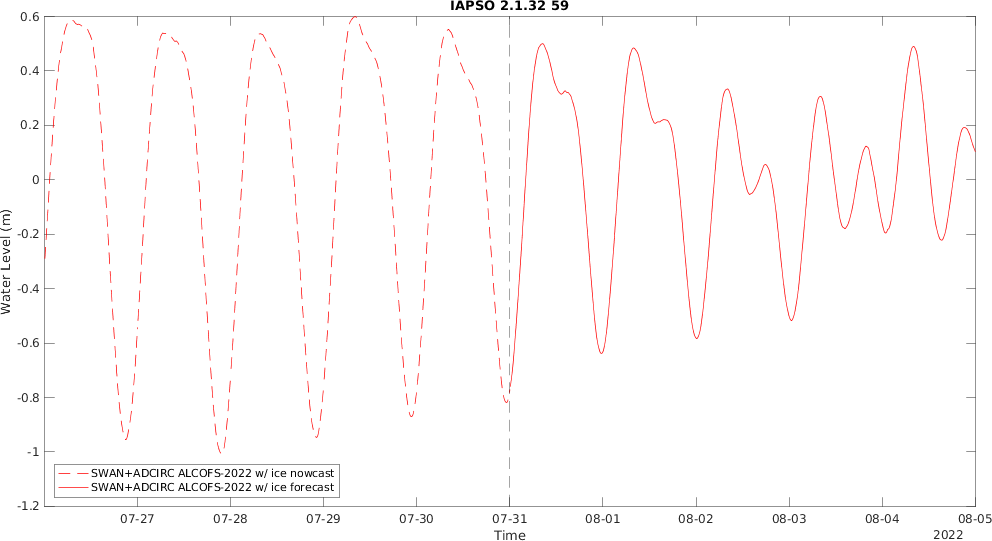 IAPSO 2.1.32 59
0.6
0.4
0.2
0
-0.2
-0.4
-0.6
-0.8
-1
-1.2
Water Level (m)
SWAN+ADCIRC ALCOFS-2022 w/ ice nowcast
SWAN+ADCIRC ALCOFS-2022 w/ ice forecast
07-27 07-28 07-29 07-30 07-31 08-01 08-02 08-03 08-04 08-05
Time
2022